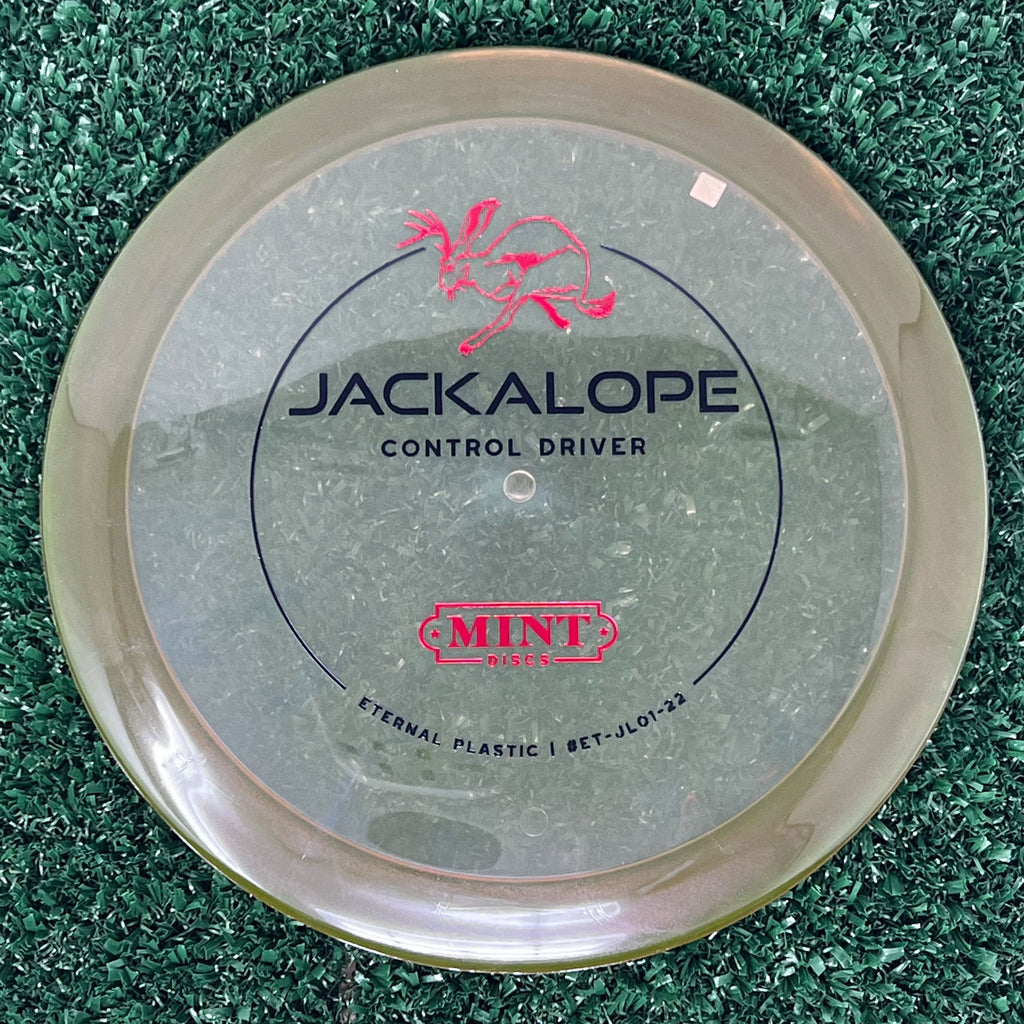 JACKALOPE
CONTROL DRIVER
MINT
DISCS
ETERNAL PLASTIC | #ET-JL01-22